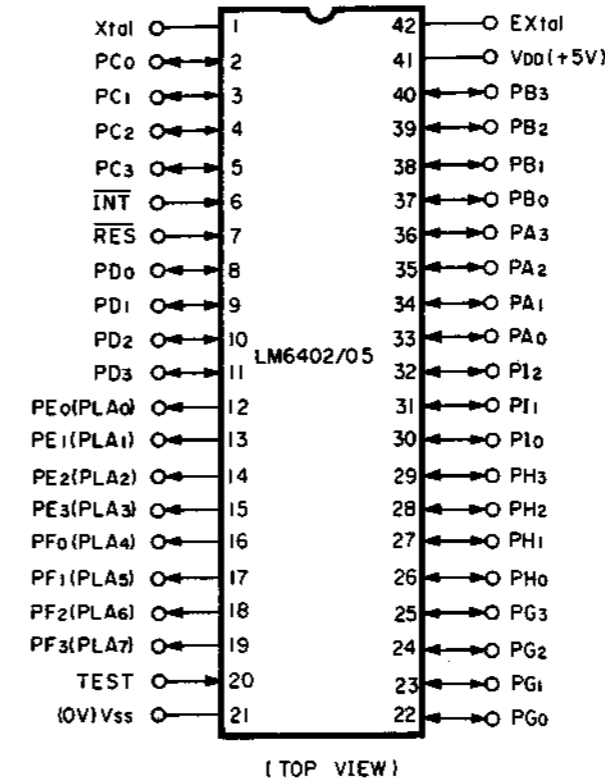 Xtal 1 42 EXtal
PC0 2 41 VDD(+5V)
PC1 3 40 PB3
PC2 4 39 PB2
PC3 5 38 PB1
INT 6 37 PB0
RES 7 36 PA3
PD0 8 35 PA2
PD1 9 34 PA1
PD2 10 33 PA0
LM6402/05
PD3 11 32 PI2
PE0(PLA0) 12 31 PI1
PE1(PLA1) 13 30 PI0
PE2(PLA2) 14 29 PH3
PE3(PLA3) 15 28 PH2
PF0(PLA4) 16 27 PH1
PF1(PLA5) 17 26 PH0
PF2(PLA6) 18 25 PG3
PF3(PLA7) 19 24 PG2
TEST 20 23 PG1
(0V)Vss 21 22 PG0
(TOP VIEW)